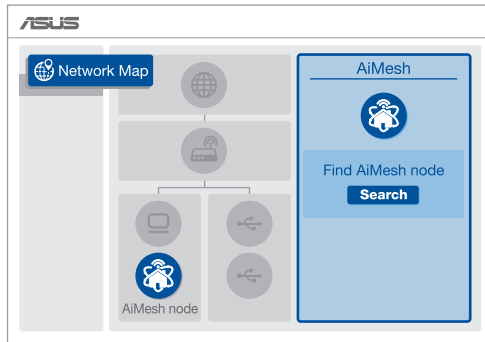 ASUS
Network Map
AiMesh
Find AiMesh node
Search
AiMesh node